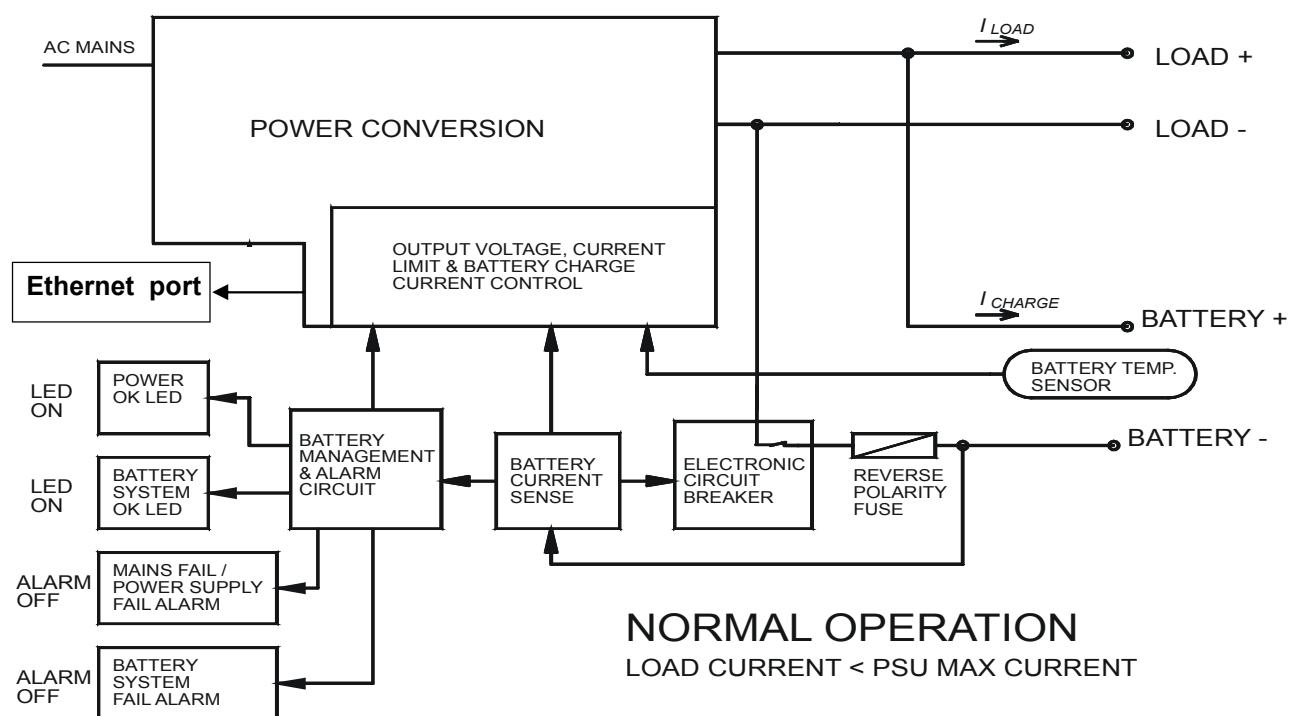 AC MAINS
I LOAD
LOAD +
POWER CONVERSION
LOAD -
OUTPUT VOLTAGE, CURRENT
LIMIT & BATTERY CHARGE
CURRENT CONTROL
Ethernet port
I CHARGE
BATTERY +
BATTERY TEMP.
SENSOR
LED
ON
POWER
OK LED
BATTERY
MANAGEMENT
& ALARM
CIRCUIT
BATTERY
CURRENT
SENSE
ELECTRONIC
CIRCUIT
BREAKER
REVERSE
POLARITY
FUSE
BATTERY -
LED
ON
BATTERY
SYSTEM
OK LED
ALARM
OFF
MAINS FAIL /
POWER SUPPLY
FAIL ALARM
ALARM
OFF
BATTERY
SYSTEM
FAIL ALARM
NORMAL OPERATION
LOAD CURRENT < PSU MAX CURRENT